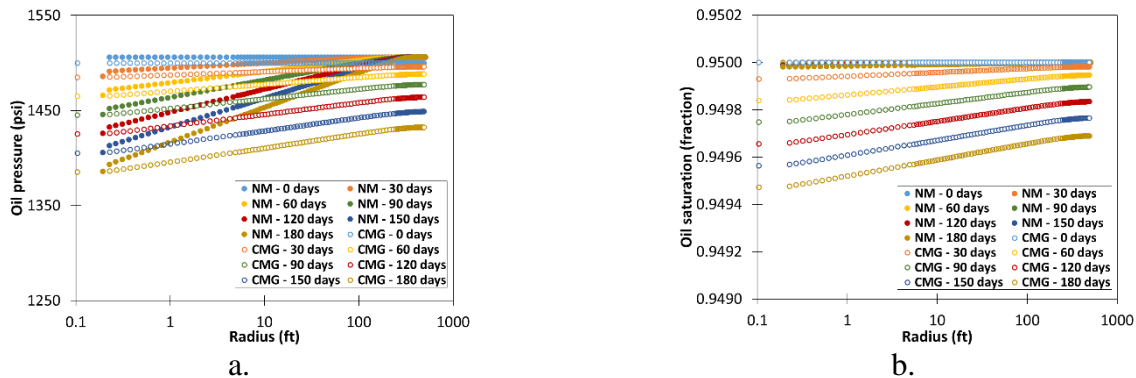 1550
1450
1350
1250
Oil pressure (psi)
NM - 0 days NM - 30 days
NM - 60 days NM - 90 days
NM - 120 days NM - 150 days
NM - 180 days CMG - 0 days
CMG - 30 days CMG - 60 days
CMG - 90 days CMG - 120 days
CMG - 150 days CMG - 180 days
0.1 1 10 100 1000
Radius (ft)
a.
0.9502
0.9500
0.9498
0.9496
0.9494
0.9492
0.9490
Oil saturation (fraction)
NM - 0 days NM - 30 days
NM - 60 days NM - 90 days
NM - 120 days NM - 150 days
NM - 180 days CMG - 0 days
CMG - 30 days CMG - 60 days
CMG - 90 days CMG - 120 days
CMG - 150 days CMG - 180 days
0.1 1 10 100 1000
Radius (ft)
b.